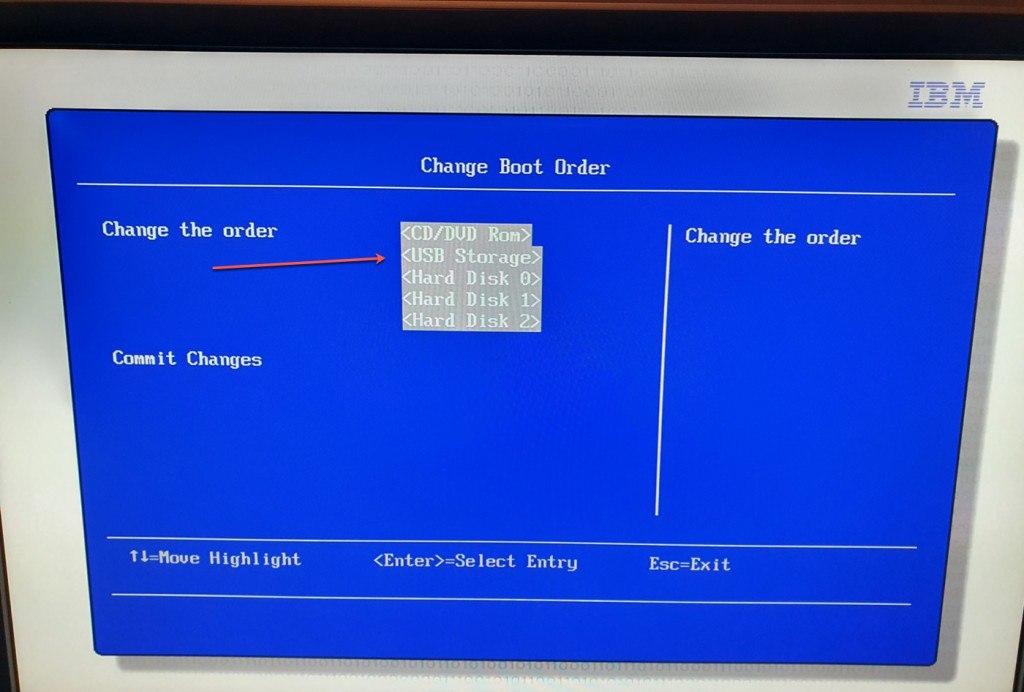 IBM
Change Boot Order
Change the order
<CD/DVD Rom>
<USB Storage>
<Hard Disk 0>
<Hard Disk 1>
<Hard Disk 2>
Change the order
Commit Changes
↑↓=Move Highlight
<Enter>=Select Entry
Esc=Exit